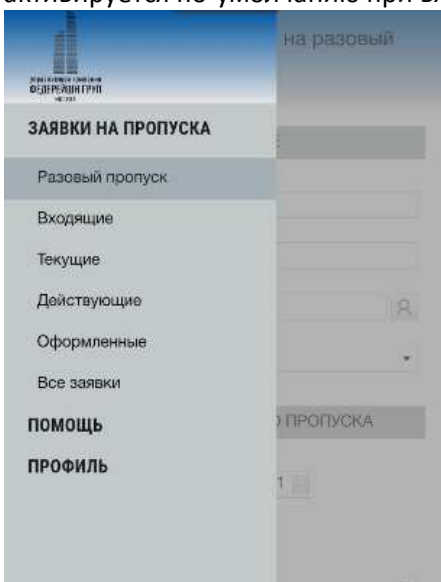 активируется по умолчанию при
на разовый
ФЕДЕРЕЙШН ГРУП
ЗАЯВКИ НА ПРОПУСКА
Разовый пропуск
Входящие
Текущие
Действующие
Оформленные
Все заявки
ПРОПУСКА
ПОМОЩЬ
ПРОФИЛЬ
1